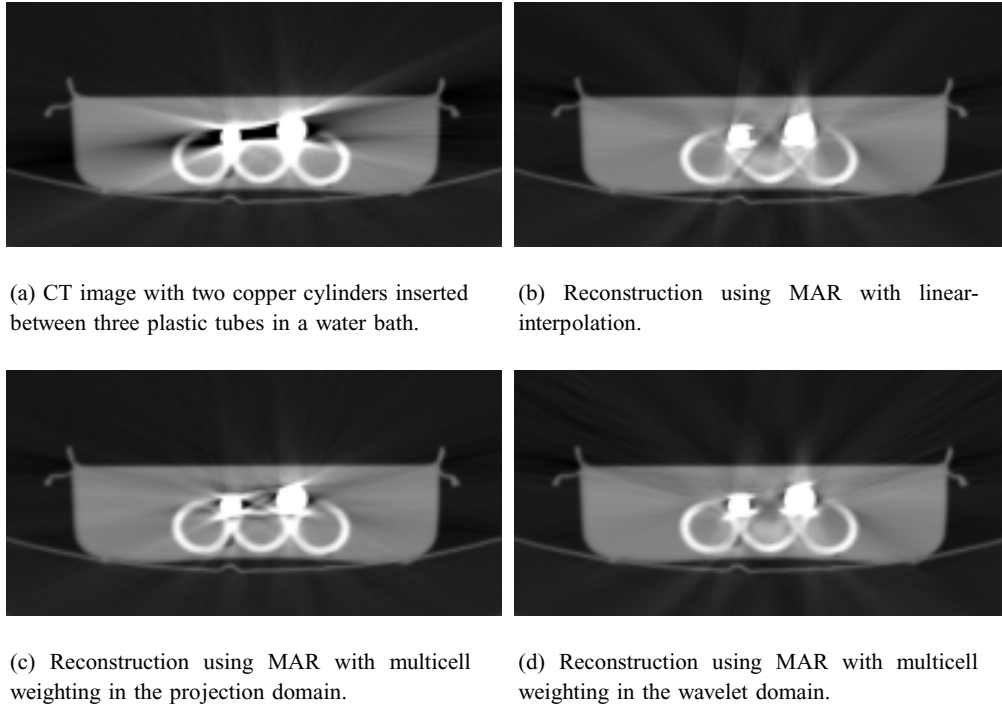 (a) CT image with two copper cylinders inserted
between three plastic tubes in a water bath.
(b) Reconstruction using MAR with linear-
interpolation.
(c) Reconstruction using MAR with multicell
weighting in the projection domain.
(d) Reconstruction using MAR with multicell
weighting in the wavelet domain.